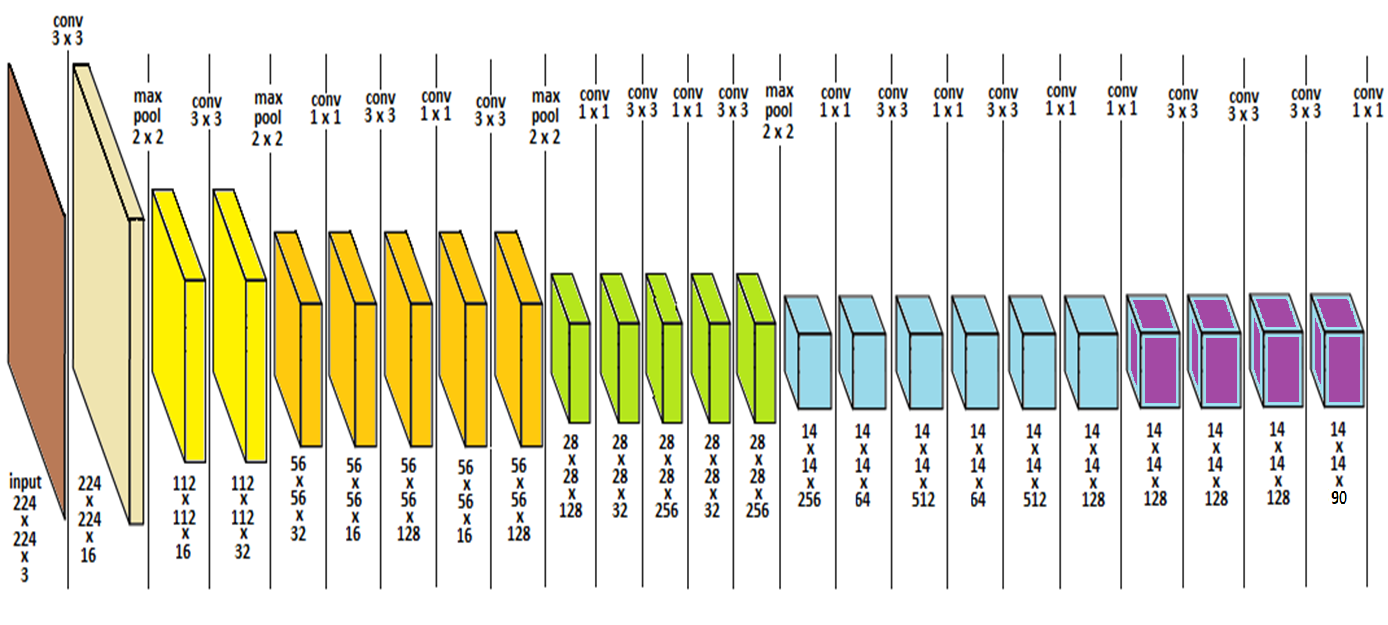 conv
3 x 3
max
pool
2 x 2
conv
3 x 3
max
pool
2 x 2
conv
1 x 1
conv
3 x 3
conv
1 x 1
conv
3 x 3
max
pool
2 x 2
conv
1 x 1
conv
3 x 3
conv
1 x 1
conv
3 x 3
max
pool
2 x 2
conv
1 x 1
conv
3 x 3
conv
1 x 1
conv
3 x 3
conv
1 x 1
conv
1 x 1
conv
3 x 3
conv
3 x 3
conv
3 x 3
conv
1 x 1
input
224
x
224
x
3
224
x
224
x
16
112
x
112
x
16
112
x
112
x
32
56
x
56
x
32
56
x
56
x
16
56
x
56
x
128
56
x
56
x
16
56
x
56
x
128
28
x
28
x
128
28
x
28
x
32
28
x
28
x
256
28
x
28
x
32
28
x
28
x
256
14
x
14
x
256
14
x
14
x
64
14
x
14
x
512
14
x
14
x
64
14
x
14
x
512
14
x
14
x
128
14
x
14
x
128
14
x
14
x
128
14
x
14
x
128
14
x
14
x
90